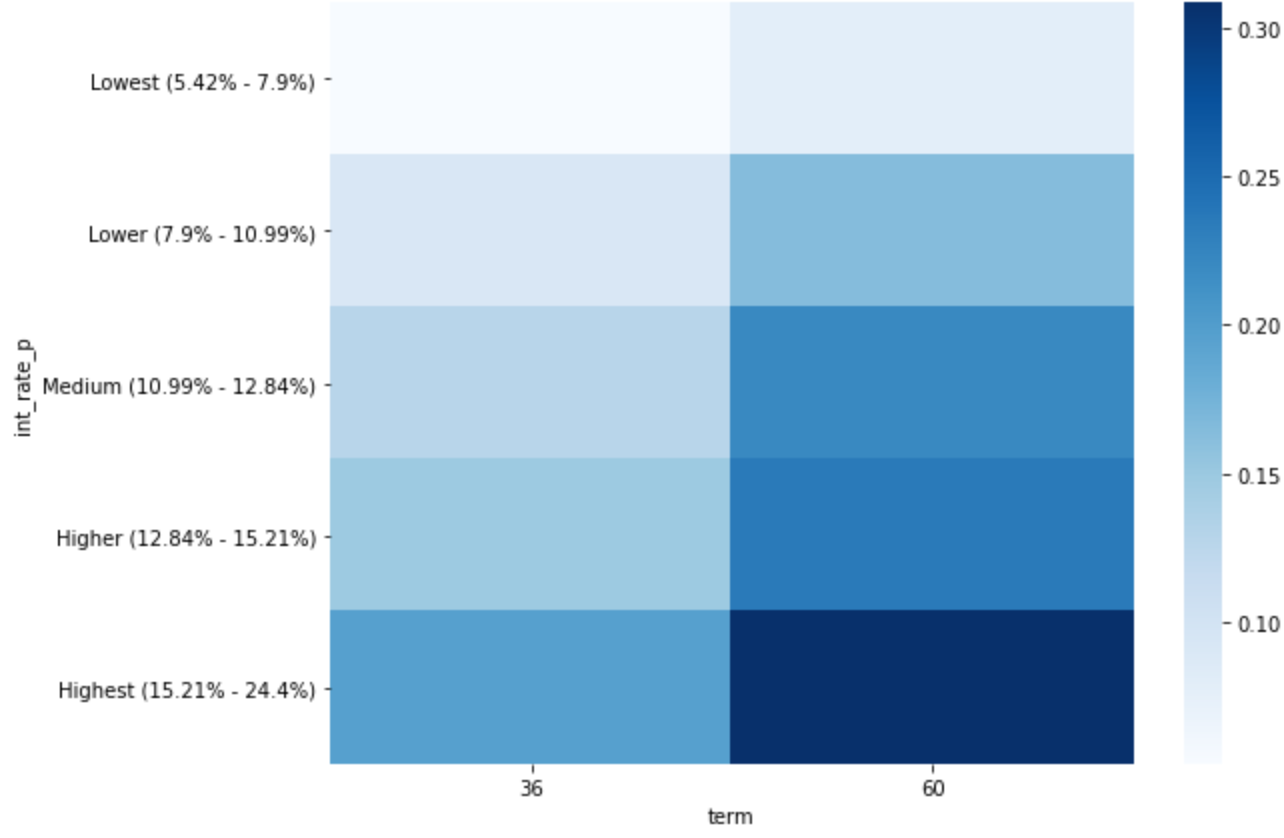 Lowest (5.42% - 7.9%)
Lower (7.9% - 10.99%)
Medium (10.99% - 12.84%)
Higher (12.84% - 15.21%)
Highest (15.21% - 24.4%)
int_rate_p
36
60
term
0.30
0.25
0.20
0.15
0.10